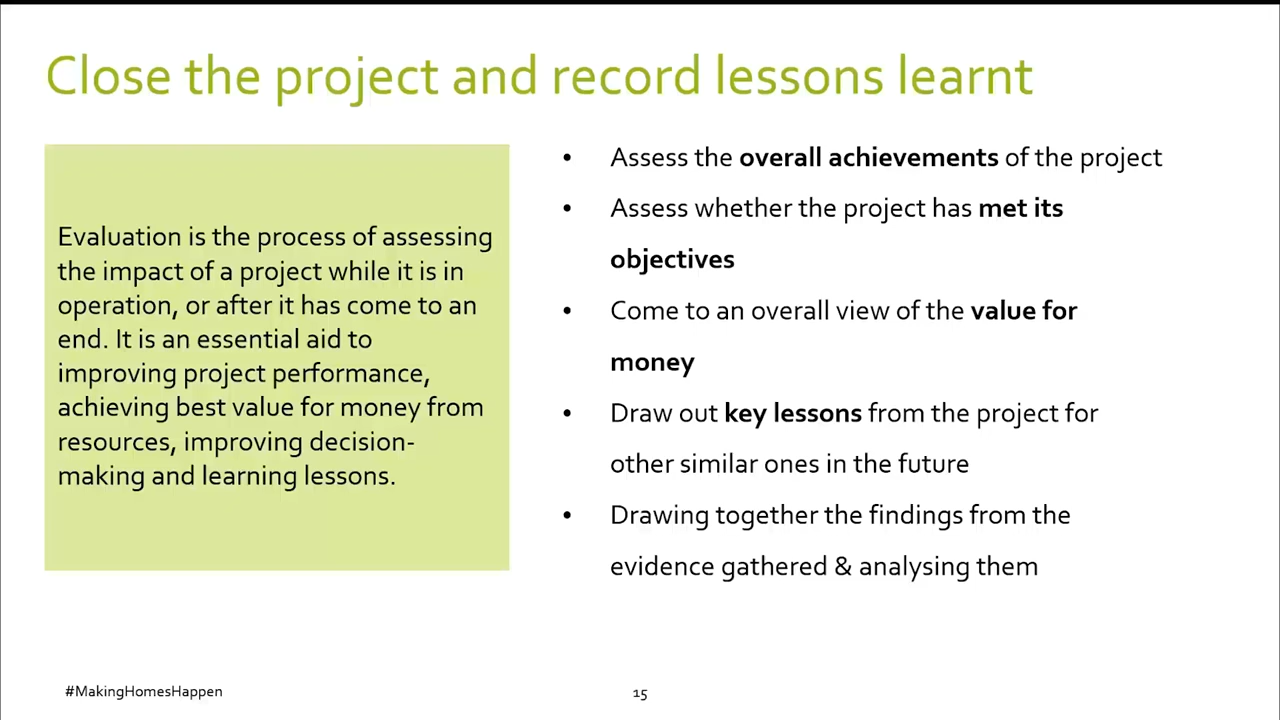 Close the project and record lessons learnt
Evaluation is the process of assessing
the impact of a project while it is in
operation, or after it has come to an
end. It is an essential aid to
improving project performance,
achieving best value for money from
resources, improving decision-
making and learning lessons.
• Assess the overall achievements of the project
• Assess whether the project has met its
objectives
• Come to an overall view of the value for
money
• Draw out key lessons from the project for
other similar ones in the future
• Drawing together the findings from the
evidence gathered & analysing them
#MakingHomesHappen
15